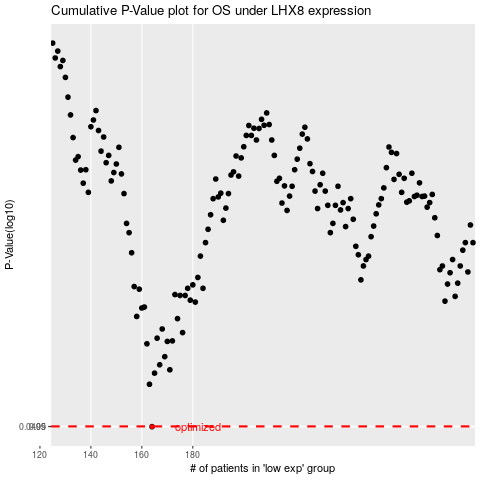 Cumulative P-Value plot for OS under LHX8 expression
P-Value(log10)
optimized
120 140 160 180
# of patients in 'low exp' group